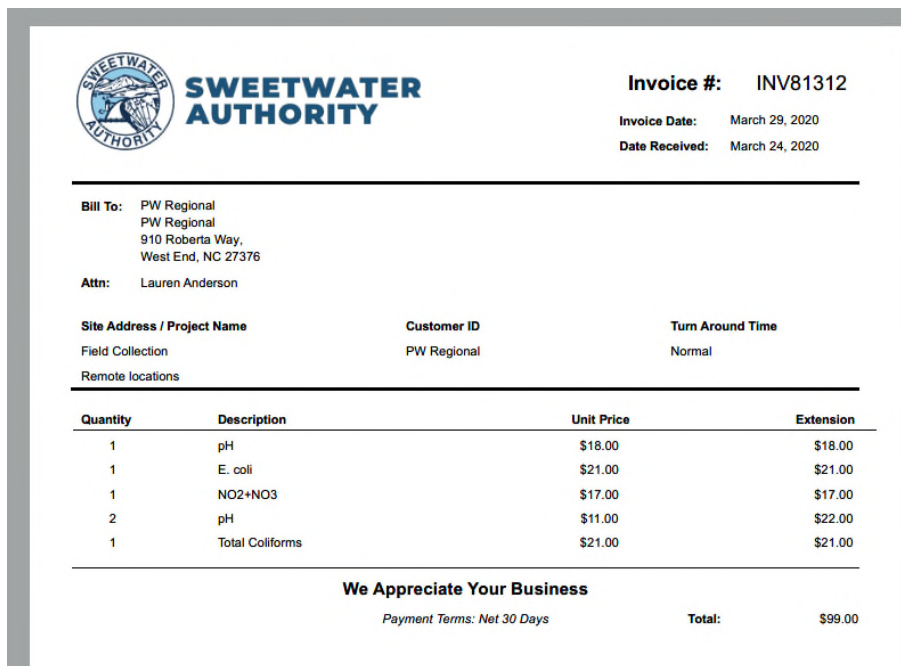 SWEETWATER AUTHORITY
SWEETWATER
AUTHORITY
Invoice #: INV81312
Invoice Date: March 29, 2020
Date Received: March 24, 2020
Bill To: PW Regional
PW Regional
910 Roberta Way,
West End, NC 27376
Attn: Lauren Anderson
Site Address / Project Name Customer ID Turn Around Time
Field Collection PW Regional Normal
Remote locations
Quantity Description Unit Price Extension
1 pH $18.00 $18.00
1 E. coli $21.00 $21.00
1 NO2+NO3 $17.00 $17.00
2 pH $11.00 $22.00
1 Total Coliforms $21.00 $21.00
We Appreciate Your Business
Payment Terms: Net 30 Days Total: $99.00